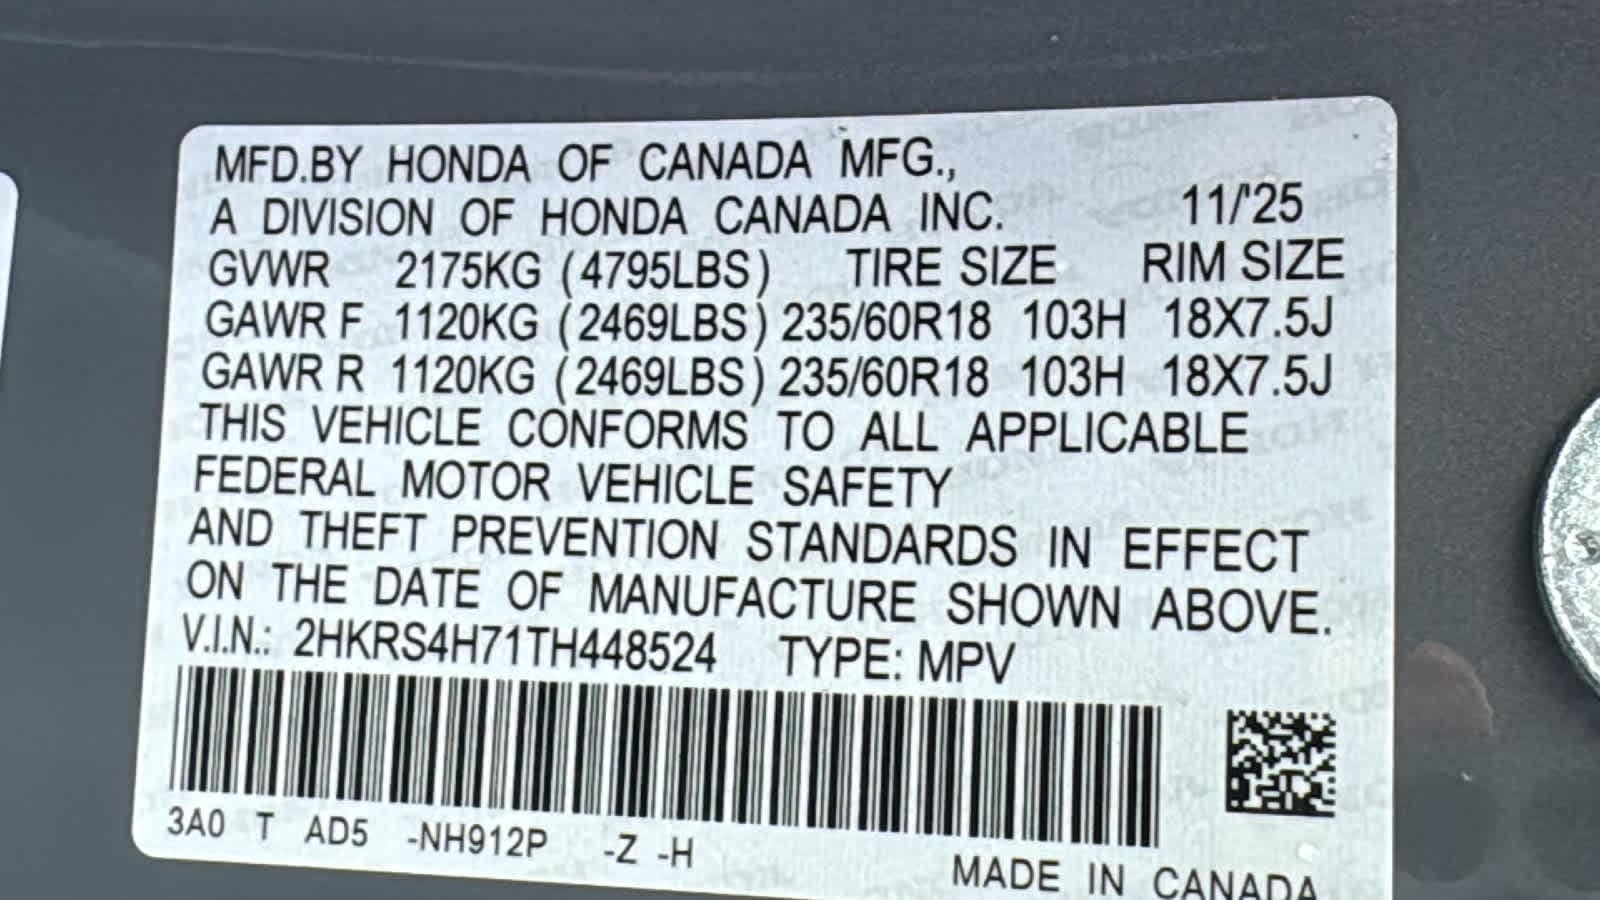 MFD.BY HONDA OF CANADA MFG.,
A DIVISION OF HONDA CANADA INC. 11/'25
GVWR 2175KG (4795LBS) TIRE SIZE RIM SIZE
GAWR F 1120KG (2469LBS) 235/60R18 103H 18X7.5J
GAWR R 1120KG (2469LBS) 235/60R18 103H 18X7.5J
THIS VEHICLE CONFORMS TO ALL APPLICABLE
FEDERAL MOTOR VEHICLE SAFETY
AND THEFT PREVENTION STANDARDS IN EFFECT
ON THE DATE OF MANUFACTURE SHOWN ABOVE.
V.I.N.: 2HKRS4H71TH448524 TYPE: MPV
3A0 T AD5 -NH912P -Z -H
MADE IN CANADA